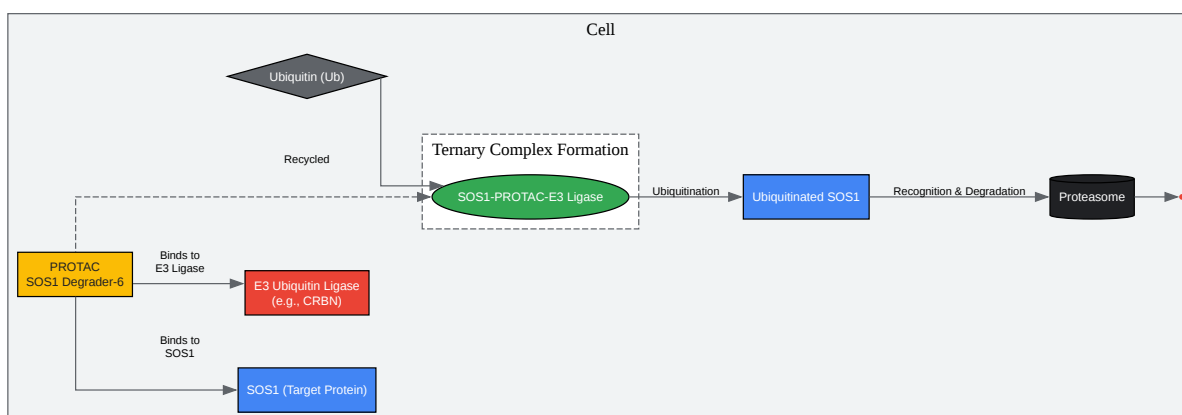 Cell
Ubiquitin (Ub)
Recycled
Ternary Complex Formation
SOS1-PROTAC-E3 Ligase
Ubiquitination
Ubiquitinated SOS1
Recognition & Degradation
Proteasome
PROTAC
SOS1 Degrader-6
Binds to
E3 Ligase
E3 Ubiquitin Ligase
(e.g., CRBN)
Binds to
SOS1
SOS1 (Target Protein)